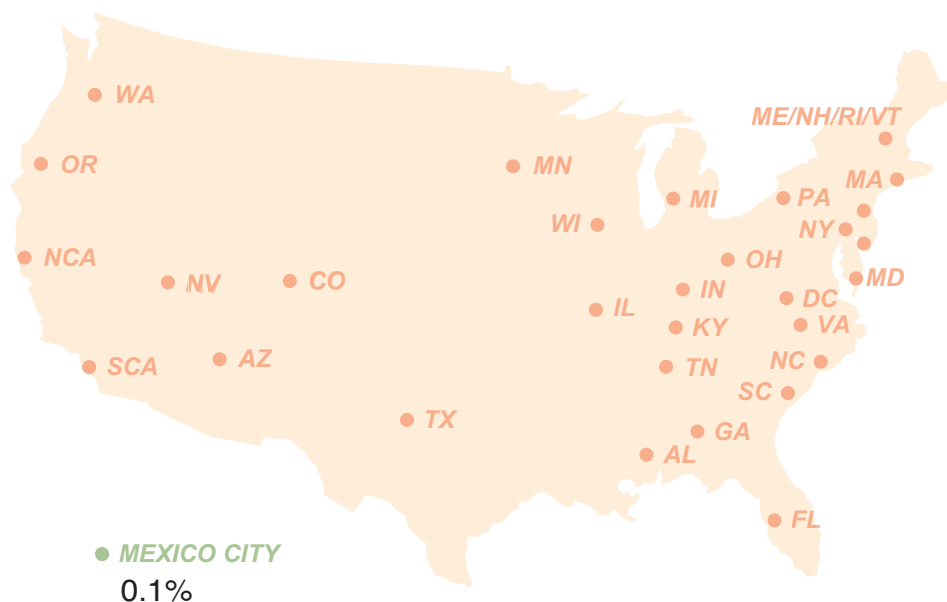 WA
ME/NH/RI/VT
OR
MN
MA
MI
PA
WI
NY
NCA
OH
NV
CO
IN
MD
DC
IL
KY
VA
SCA
AZ
TN
NC
SC
TX
GA
AL
FL
MEXICO CITY
0.1%